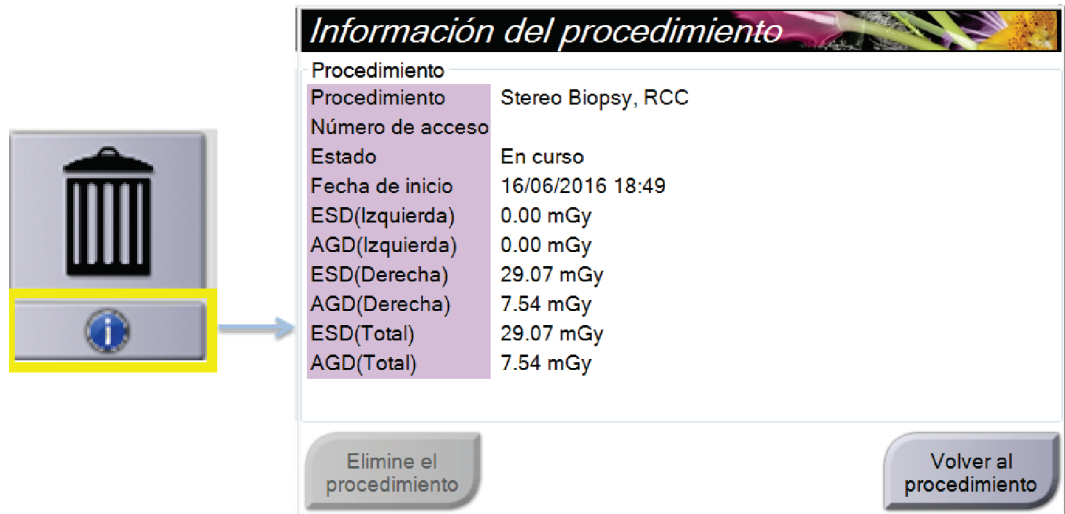 Información del procedimiento
Procedimiento
Procedimiento Stereo Biopsy, RCC
Número de acceso
Estado En curso
Fecha de inicio 16/06/2016 18:49
ESD(Izquierda) 0.00 mGy
AGD(Izquierda) 0.00 mGy
ESD(Derecha) 29.07 mGy
AGD(Derecha) 7.54 mGy
ESD(Total) 29.07 mGy
AGD(Total) 7.54 mGy
Elimine el
procedimiento
Volver al
procedimiento